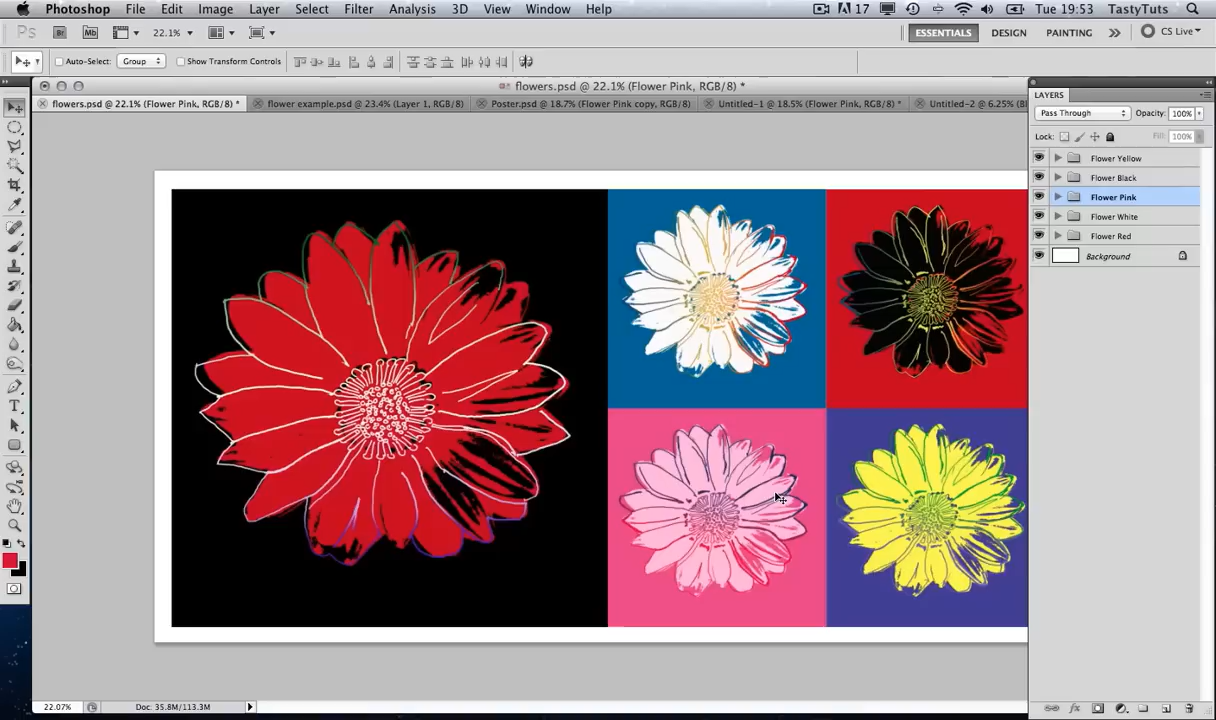 Photoshop File Edit Image Layer Select Filter Analysis 3D View Window Help 17 Tue 19:53 TastyTuts
Ps Br Mb 22.1% ESSENTIALS DESIGN PAINTING CS Live
Auto-Select: Group Show Transform Controls
flowers.psd @ 22.1% (Flower Pink, RGB/8) *
flowers.psd @ 22.1% (Flower Pink, RGB/8) * flower example.psd @ 23.4% (Layer 1, RGB/8) Poster.psd @ 18.7% (Flower Pink copy, RGB/8) Untitled-1 @ 18.5% (Flower Pink, RGB/8) * Untitled-2 @ 6.25%
LAYERS
Pass Through Opacity: 100%
Lock: Fill: 100%
Flower Yellow
Flower Black
Flower Pink
Flower White
Flower Red
Background
22.07% Doc: 35.8M/113.3M